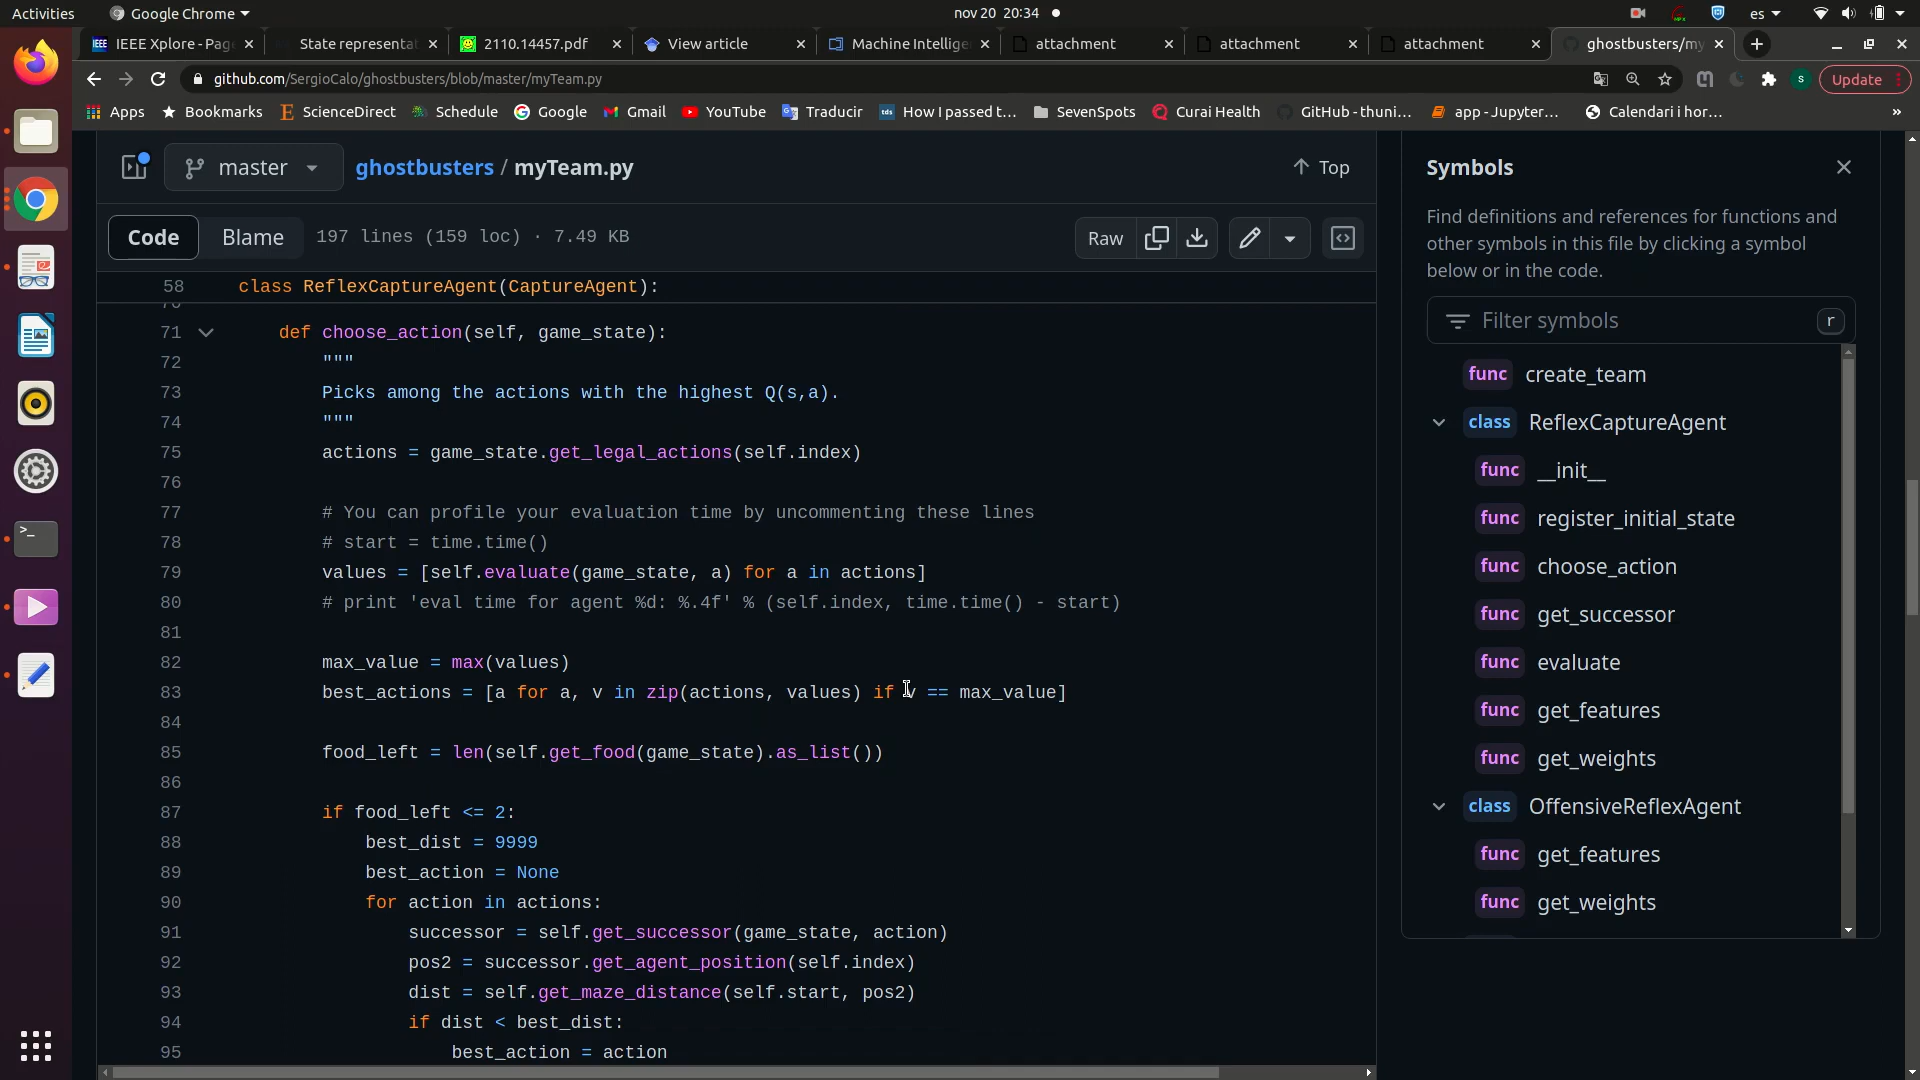 Activities
Google Chrome
nov 20 20:34
es
IEEE Xplore - Pag
State representat
2110.14457.pdf
View article
Machine Intellige
attachment
attachment
attachment
ghostbusters/my
github.com/SergioCalo/ghostbusters/blob/master/myTeam.py
S
Update
Apps
Bookmarks
ScienceDirect
Schedule
Google
Gmail
YouTube
Traducir
How I passed t...
SevenSpots
Curai Health
GitHub - thuni...
app - Jupyter...
Calendari i hor...
»
master
ghostbusters / myTeam.py
Top
Code
Blame
197 lines (159 loc) · 7.49 KB
Raw
58 class ReflexCaptureAgent(CaptureAgent):
71 def choose_action(self, game_state):
72 """
73 Picks among the actions with the highest Q(s,a).
74 """
75 actions = game_state.get_legal_actions(self.index)
76
77 # You can profile your evaluation time by uncommenting these lines
78 # start = time.time()
79 values = [self.evaluate(game_state, a) for a in actions]
80 # print 'eval time for agent %d: %.4f' % (self.index, time.time() - start)
81
82 max_value = max(values)
83 best_actions = [a for a, v in zip(actions, values) if v == max_value]
84
85 food_left = len(self.get_food(game_state).as_list())
86
87 if food_left <= 2:
88 best_dist = 9999
89 best_action = None
90 for action in actions:
91 successor = self.get_successor(game_state, action)
92 pos2 = successor.get_agent_position(self.index)
93 dist = self.get_maze_distance(self.start, pos2)
94 if dist < best_dist:
95 best_action = action
Symbols
Find definitions and references for functions and
other symbols in this file by clicking a symbol
below or in the code.
Filter symbols
r
func create_team
class ReflexCaptureAgent
func __init__
func register_initial_state
func choose_action
func get_successor
func evaluate
func get_features
func get_weights
class OffensiveReflexAgent
func get_features
func get_weights